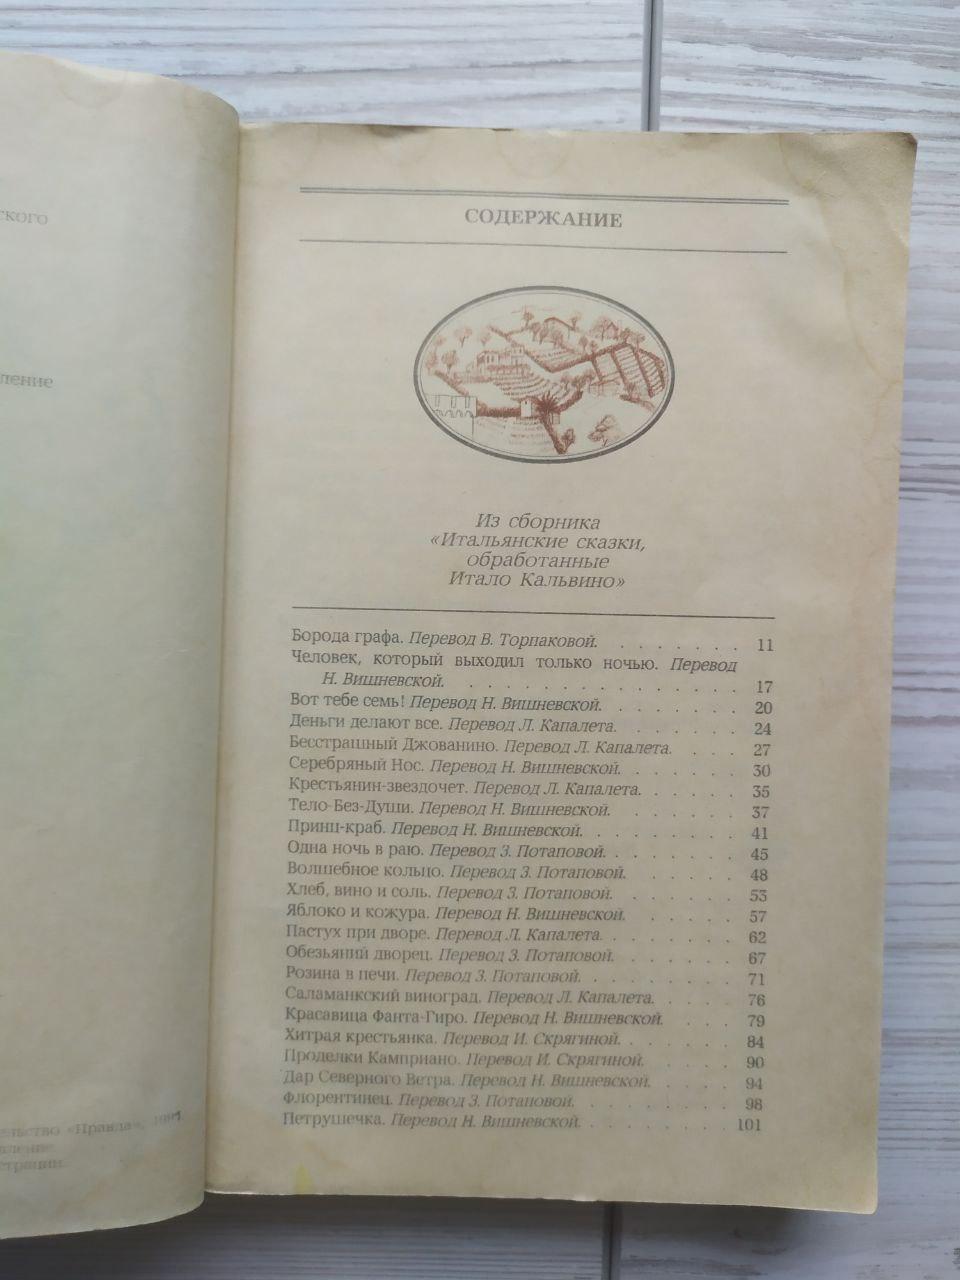 ского
ление
«Правда», 1991
СОДЕРЖАНИЕ
Из сборника
«Итальянские сказки,
обработанные
Итало Кальвино»
Борода графа. Перевод В. Торпаковой. . . . . . . . 11
Человек, который выходил только ночью. Перевод
Н. Вишневской. . . . . . . . . . . . . . . . 17
Вот тебе семь! Перевод Н. Вишневской. . . . . . . . 20
Деньги делают все. Перевод Л. Капалета. . . . . . . 24
Бесстрашный Джованино. Перевод Л. Капалета. . . . 27
Серебряный Нос. Перевод Н. Вишневской. . . . . . . 30
Крестьянин-звездочет. Перевод Л. Капалета. . . . . . 35
Тело-Без-Души. Перевод Н. Вишневской. . . . . . . 37
Принц-краб. Перевод Н. Вишневской. . . . . . . . . 41
Одна ночь в раю. Перевод З. Потаповой. . . . . . . . 45
Волшебное кольцо. Перевод З. Потаповой. . . . . . 48
Хлеб, вино и соль. Перевод З. Потаповой. . . . . . . 53
Яблоко и кожура. Перевод Н. Вишневской. . . . . . 57
Пастух при дворе. Перевод Л. Капалета. . . . . . . . 62
Обезьяний дворец. Перевод З. Потаповой. . . . . . . 67
Розина в печи. Перевод З. Потаповой. . . . . . . . . 71
Саламанкский виноград. Перевод Л. Капалета. . . . . 76
Красавица Фанта-Гиро. Перевод Н. Вишневской. . . . 79
Хитрая крестьянка. Перевод И. Скрягиной. . . . . . . 84
Проделки Камприано. Перевод И. Скрягиной. . . . . 90
Дар Северного Ветра. Перевод Н. Вишневской. . . . . 94
Флорентинец. Перевод З. Потаповой. . . . . . . . . 98
Петрушечка. Перевод Н. Вишневской. . . . . . . . . 101